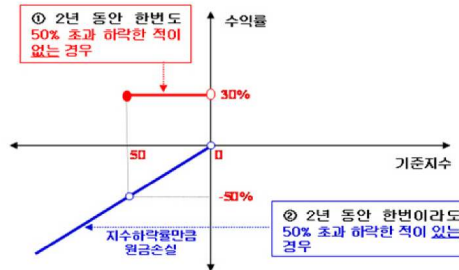 ① 2년 동안 한번도
50% 초과 하락한 적이
없는 경우
수익률
30%
50
0
기준지수
-50%
지수하락률만큼
원금손실
② 2년 동안 한번이라도
50% 초과 하락한 적이 있는
경우